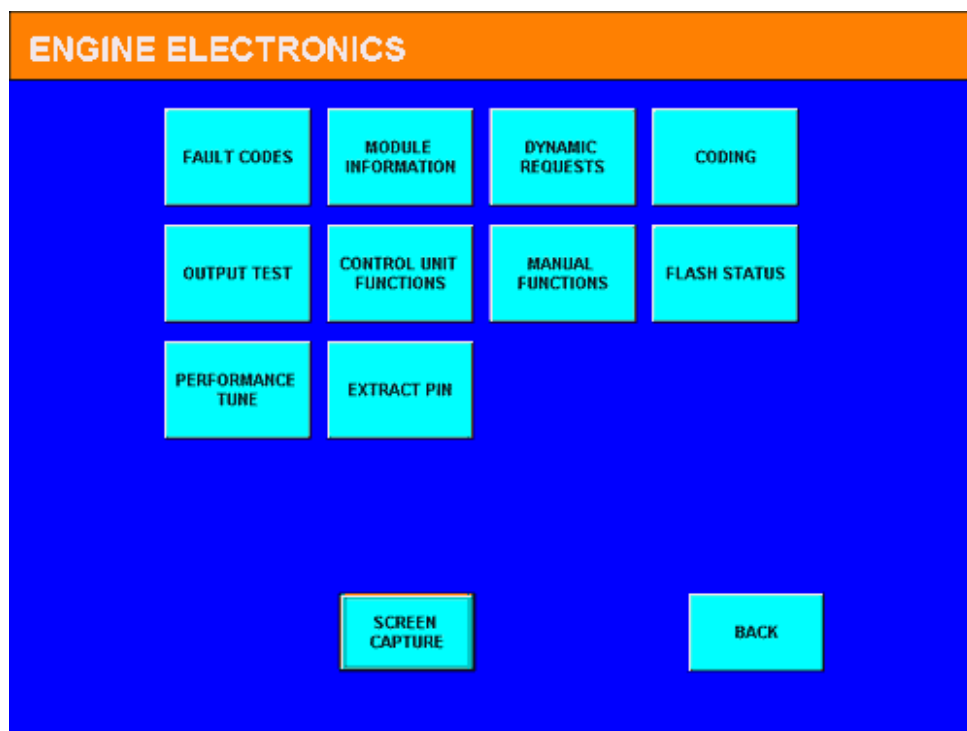 ENGINE ELECTRONICS
FAULT CODES
MODULE
INFORMATION
DYNAMIC
REQUESTS
CODING
OUTPUT TEST
CONTROL UNIT
FUNCTIONS
MANUAL
FUNCTIONS
FLASH STATUS
PERFORMANCE
TUNE
EXTRACT PIN
SCREEN
CAPTURE
BACK